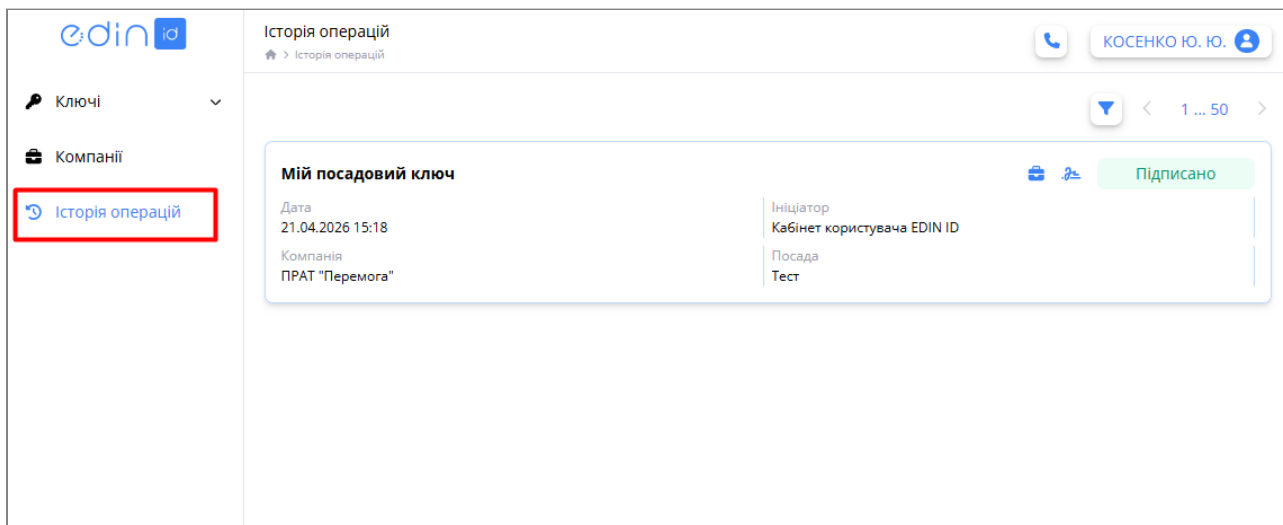 edin id
Історія операцій
Історія операцій
КОСЕНКО Ю. Ю.
Ключі
Компанії
Історія операцій
1 ... 50
Мій посадовий ключ
Підписано
Дата
21.04.2026 15:18
Ініціатор
Кабінет користувача EDIN ID
Компанія
ПРАТ "Перемога"
Посада
Тест